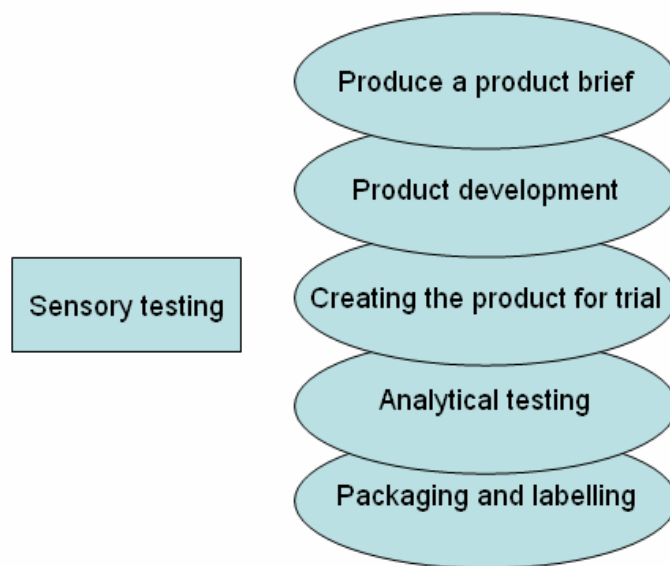 Produce a product brief
Product development
Sensory testing
Creating the product for trial
Analytical testing
Packaging and labelling